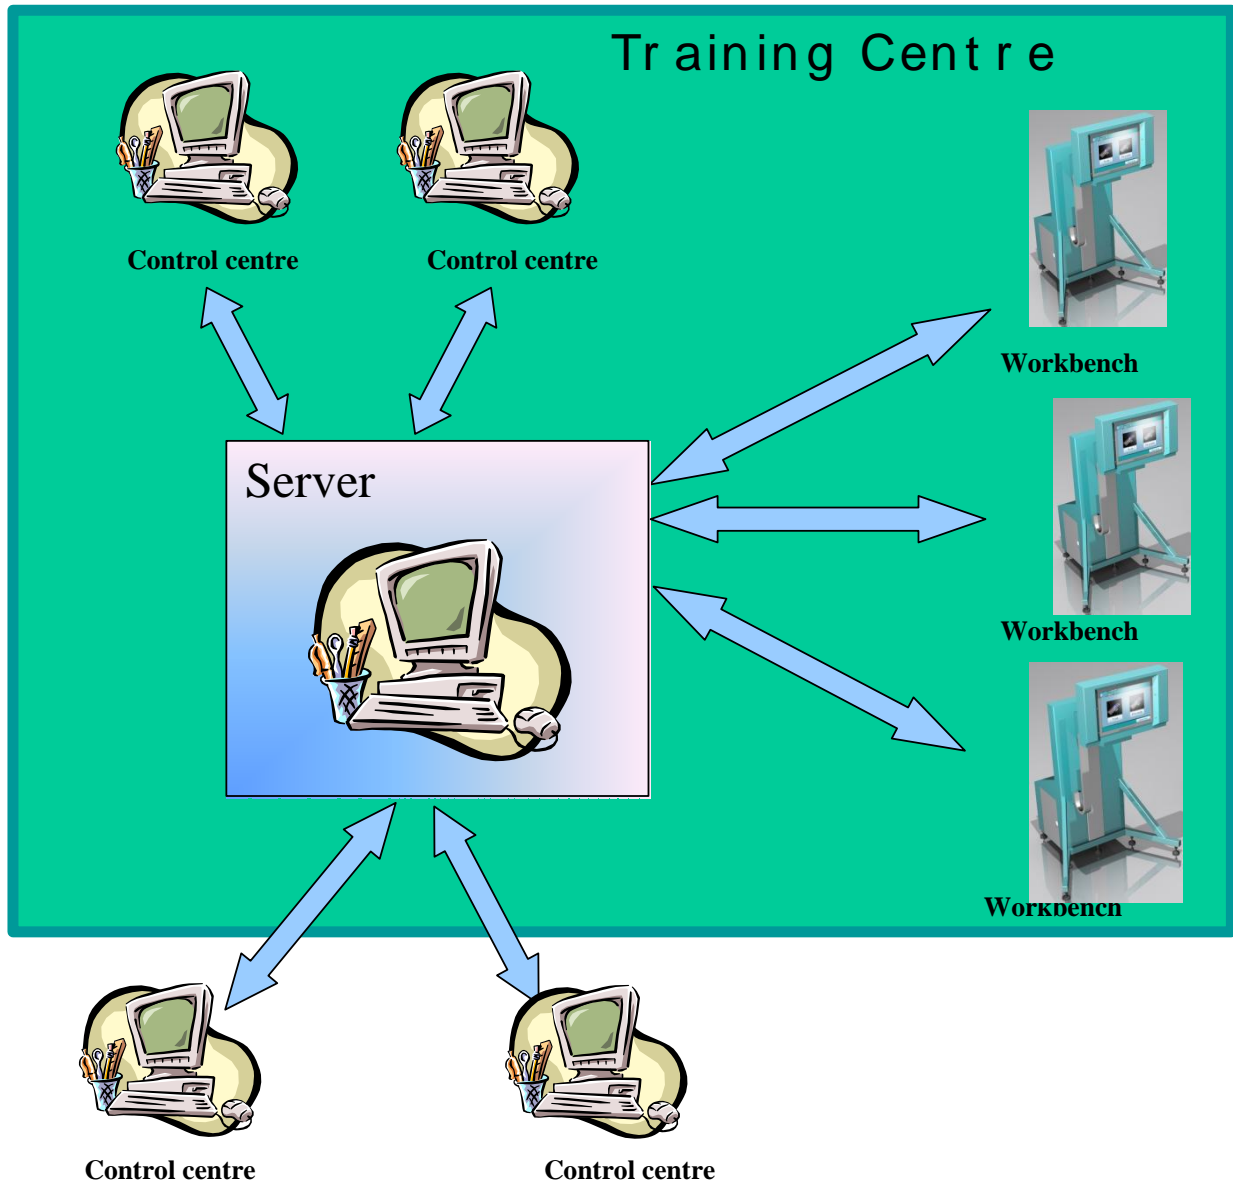 Training Centre
Control centre
Control centre
Workbench
Server
Workbench
Workbench
Control centre
Control centre